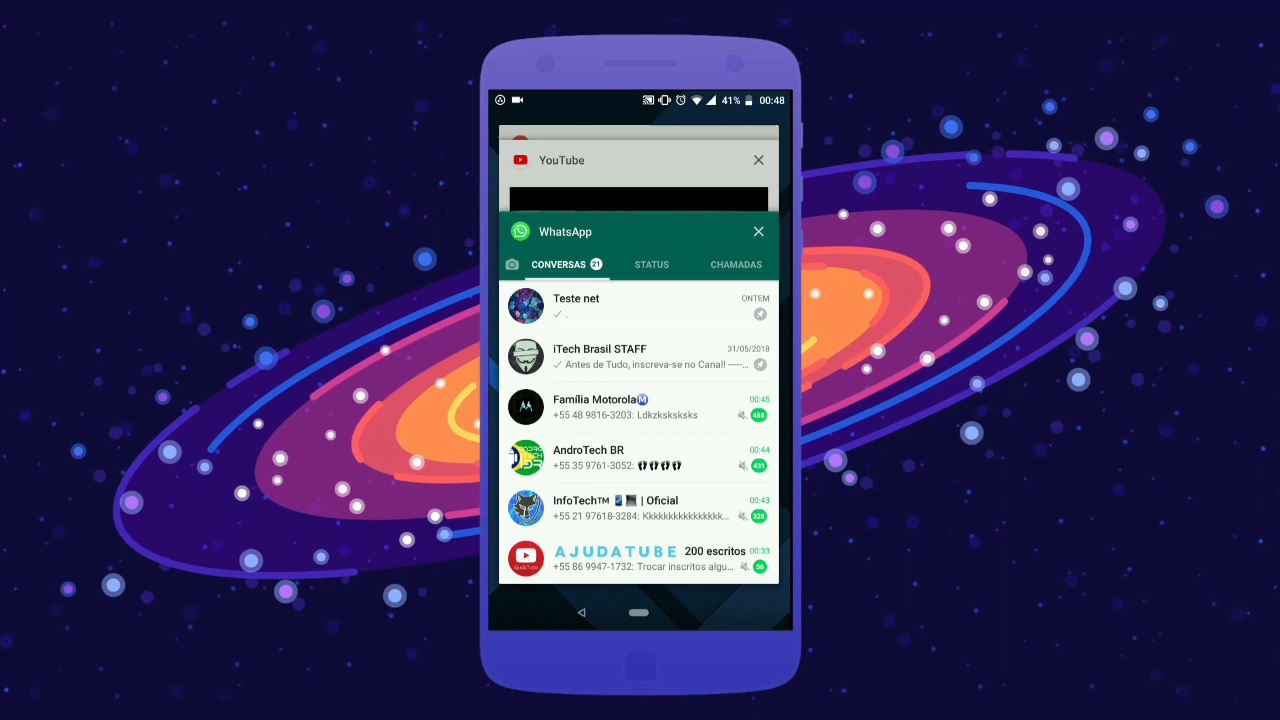 41% 00:48
YouTube
WhatsApp
CONVERSAS 21 STATUS CHAMADAS
Teste net ONTEM
✓ .
iTech Brasil STAFF 31/05/2018
✓ Antes de Tudo, inscreva-se no Canal! -----...
Família MotorolaⓂ️ 00:45
+55 48 9816-3203: Ldkzksksksks 488
AndroTech BR 00:44
+55 35 9761-3052: 👣👣👣👣 431
InfoTech™ 📱💻 | Oficial 00:43
+55 21 97618-3284: Kkkkkkkkkkkkkkkk... 328
AJUDATUBE 200 escritos 00:33
+55 86 9947-1732: Trocar inscritos algu... 56
AjudaTube